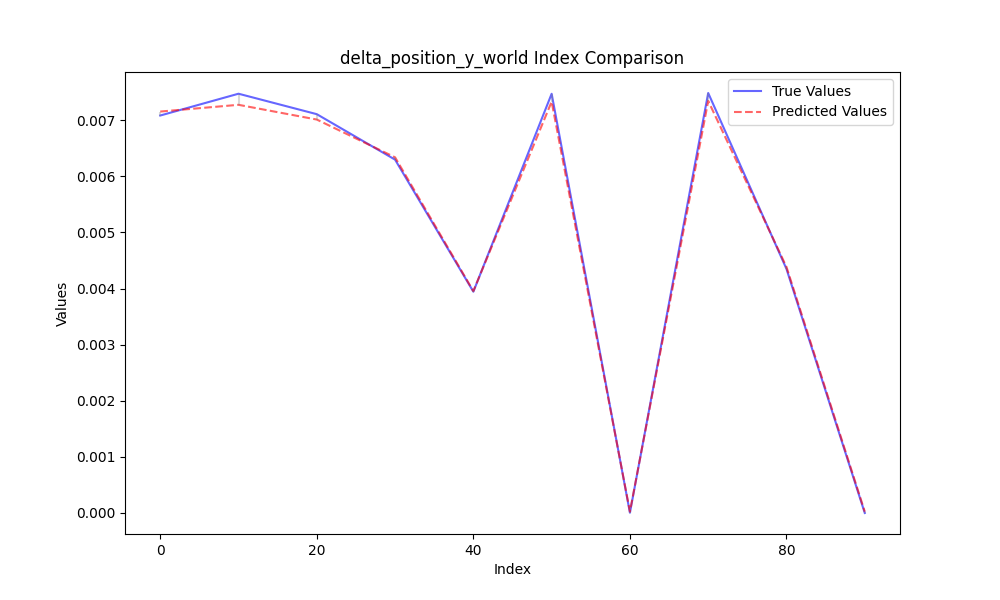 delta_position_y_world Index Comparison
True Values
Predicted Values
Values
0.007
0.006
0.005
0.004
0.003
0.002
0.001
0.000
0 20 40 60 80
Index